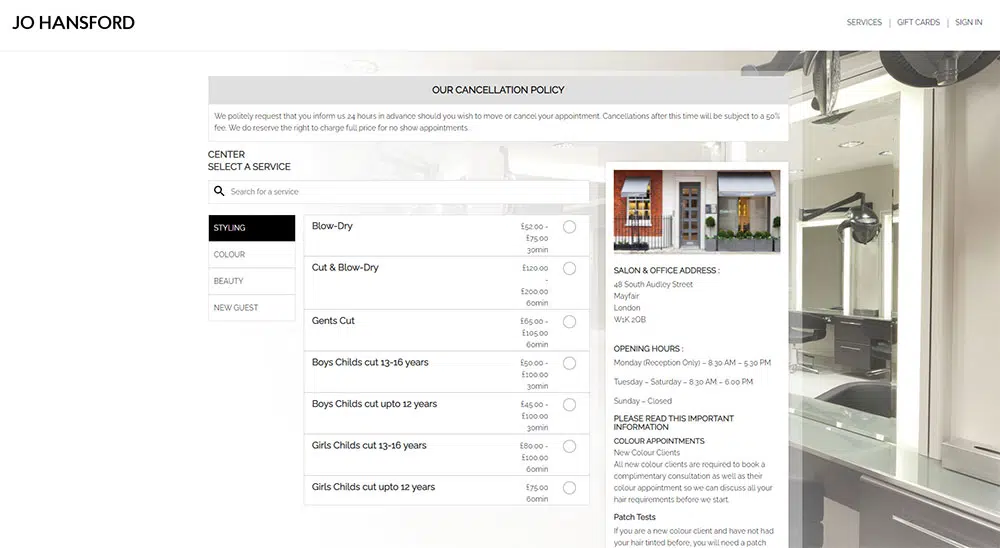 JO HANSFORD
SERVICES | GIFT CARDS | SIGN IN
OUR CANCELLATION POLICY
We politely request that you inform us 24 hours in advance should you wish to move or cancel your appointment. Cancellations after this time will be subject to a 50%
fee. We do reserve the right to charge full price for no show appointments.
CENTER
SELECT A SERVICE
Search for a service
STYLING
COLOUR
BEAUTY
NEW GUEST
Blow-Dry
£52.00 -
£75.00
30min
Cut & Blow-Dry
£120.00
-
£200.00
60min
Gents Cut
£65.00 -
£105.00
60min
Boys Childs cut 13-16 years
£50.00 -
£100.00
30min
Boys Childs cut upto 12 years
£45.00 -
£100.00
30min
Girls Childs cut 13-16 years
£80.00 -
£100.00
60min
Girls Childs cut upto 12 years
£75.00
60min
SALON & OFFICE ADDRESS :
48 South Audley Street
Mayfair
London
W1K 2QB
OPENING HOURS :
Monday (Reception Only) – 8.30 AM – 5.30 PM
Tuesday – Saturday – 8.30 AM – 6.00 PM
Sunday – Closed
PLEASE READ THIS IMPORTANT
INFORMATION
COLOUR APPOINTMENTS
New Colour Clients
All new colour clients are required to book a
complimentary consultation as well as their
colour appointment so we can discuss all your
hair requirements before we start.
Patch Tests
If you are a new colour client and have not had
your hair tinted before, you will need a patch